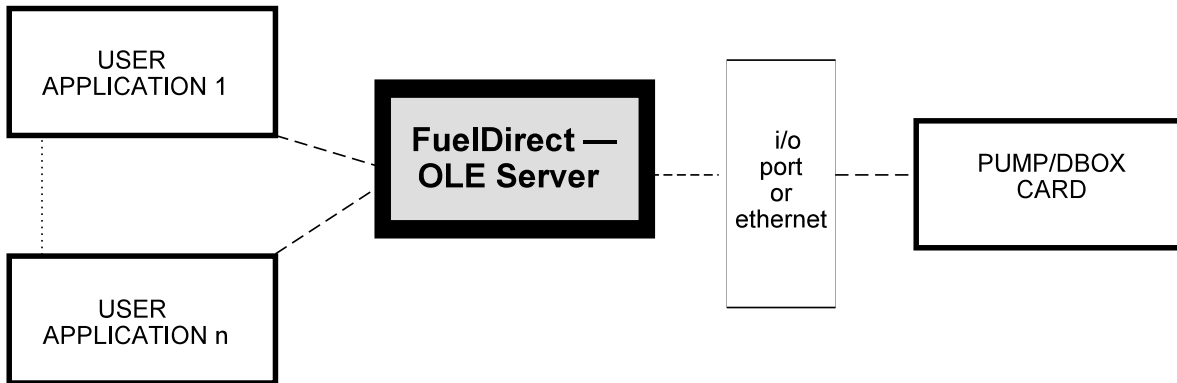 USER
APPLICATION 1
FuelDirect —
OLE Server
i/o
port
or
ethernet
PUMP/DBOX
CARD
USER
APPLICATION n